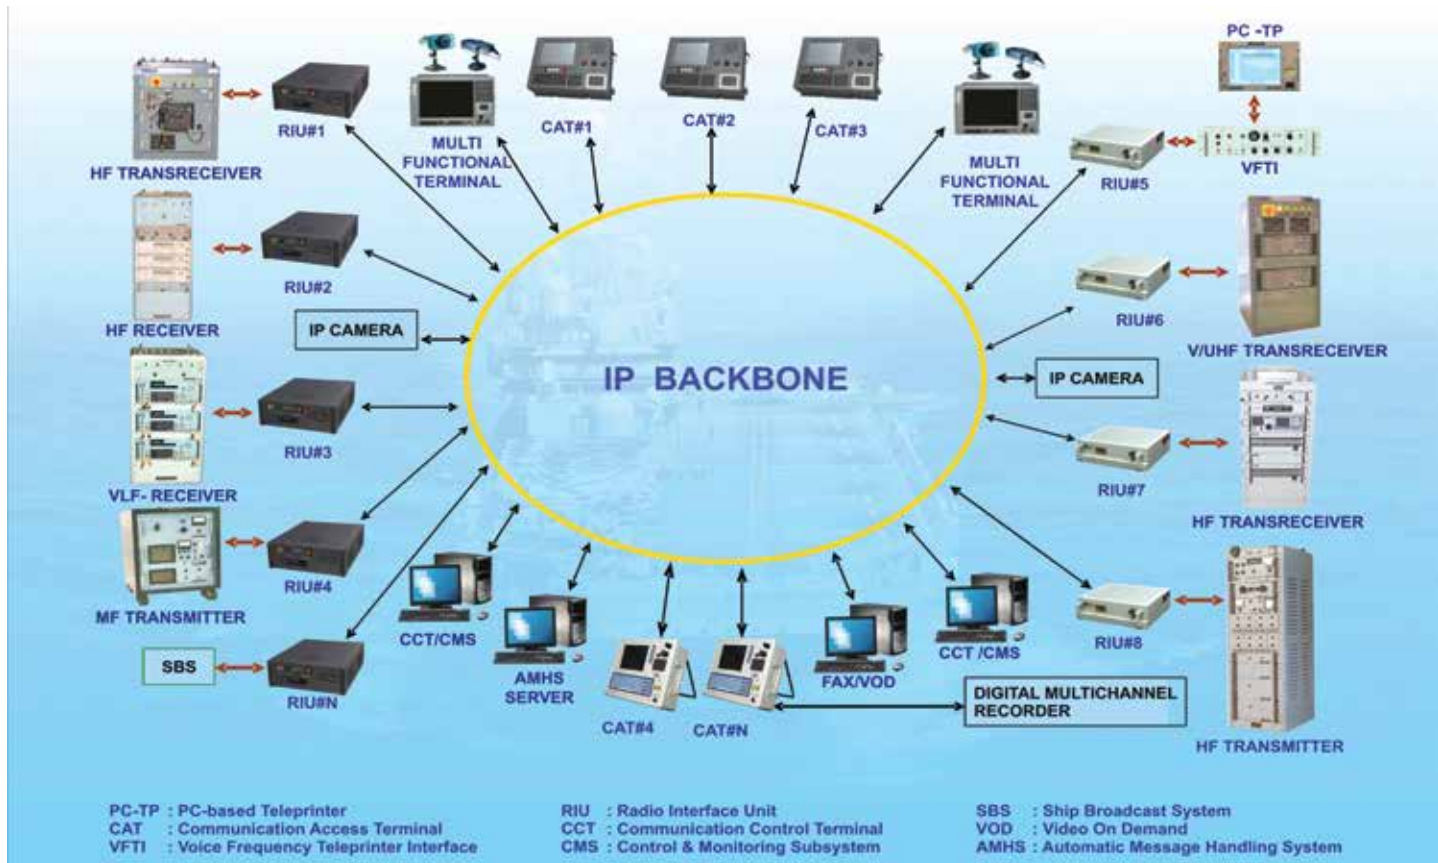 PC -TP
RIU#1
MULTI
FUNCTIONAL
TERMINAL
CAT#1
CAT#2
CAT#3
MULTI
FUNCTIONAL
TERMINAL
RIU#5
VFTI
HF TRANSRECEIVER
RIU#2
HF RECEIVER
IP CAMERA
RIU#6
V/UHF TRANSRECEIVER
IP BACKBONE
IP CAMERA
RIU#3
VLF- RECEIVER
RIU#7
HF TRANSRECEIVER
RIU#4
MF TRANSMITTER
CCT/CMS
AMHS
SERVER
CAT#4
CAT#N
FAX/VOD
CCT /CMS
RIU#8
SBS
RIU#N
DIGITAL MULTICHANNEL
RECORDER
HF TRANSMITTER
PC-TP : PC-based Teleprinter
CAT : Communication Access Terminal
VFTI : Voice Frequency Teleprinter Interface
RIU : Radio Interface Unit
CCT : Communication Control Terminal
CMS : Control & Monitoring Subsystem
SBS : Ship Broadcast System
VOD : Video On Demand
AMHS : Automatic Message Handling System